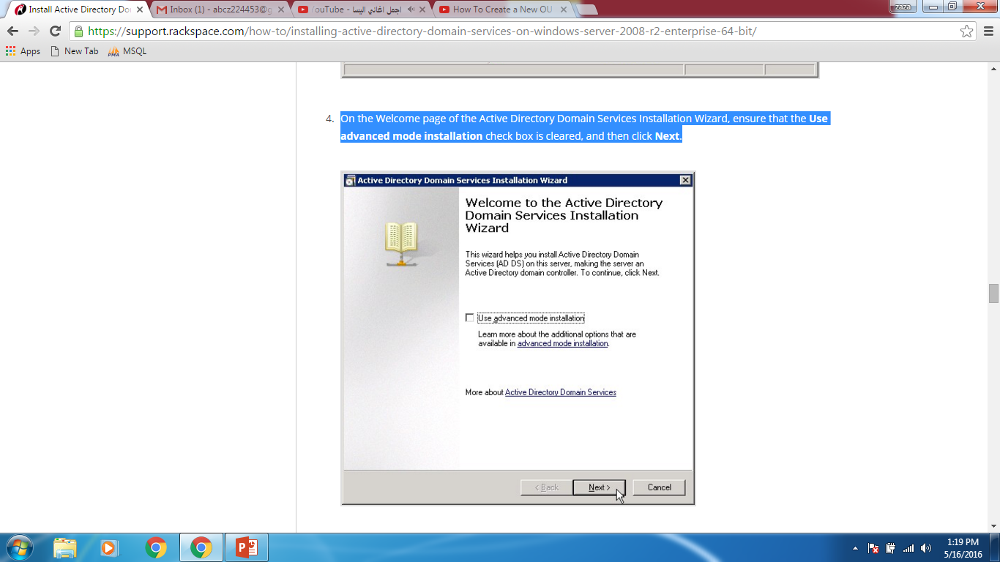 Install Active Directory Do
Inbox (1) - abcz224453@g
اجمل اغاني اليسا - YouTube
How To Create a New OU
zaza
https://support.rackspace.com/how-to/installing-active-directory-domain-services-on-windows-server-2008-r2-enterprise-64-bit/
Apps
New Tab
MSQL
4. On the Welcome page of the Active Directory Domain Services Installation Wizard, ensure that the Use
advanced mode installation check box is cleared, and then click Next.
Active Directory Domain Services Installation Wizard
Welcome to the Active Directory
Domain Services Installation
Wizard
This wizard helps you install Active Directory Domain
Services (AD DS) on this server, making the server an
Active Directory domain controller. To continue, click Next.
Use advanced mode installation
Learn more about the additional options that are
available in advanced mode installation.
More about Active Directory Domain Services
< Back
Next >
Cancel
1:19 PM
5/16/2016